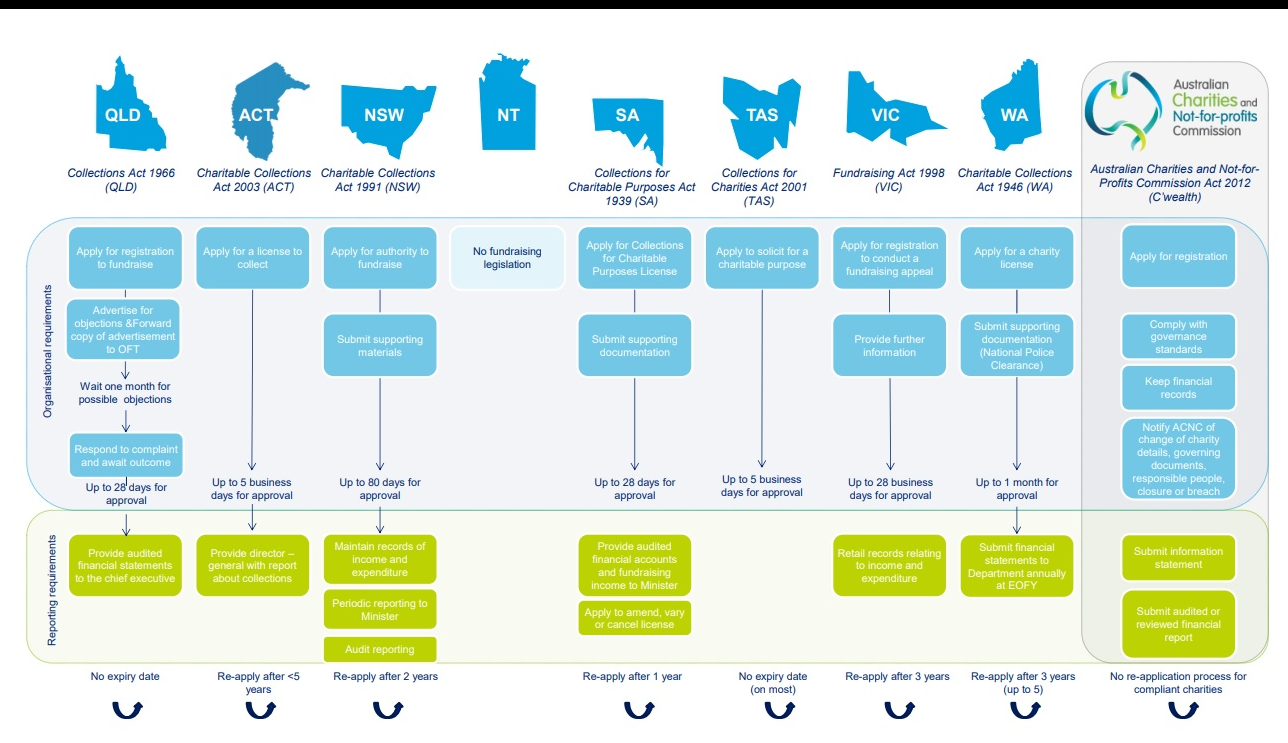 QLD
ACT
NSW
NT
SA
TAS
VIC
WA
Australian
Charities and
Not-for-profits
Commission
Collections Act 1966
(QLD)
Charitable Collections
Act 2003 (ACT)
Charitable Collections
Act 1991 (NSW)
Collections for
Charitable Purposes Act
1939 (SA)
Collections for
Charities Act 2001
(TAS)
Fundraising Act 1998
(VIC)
Charitable Collections
Act 1946 (WA)
Australian Charities and Not-for-
Profits Commission Act 2012
(C'wealth)
Organisational requirements
Apply for registration
to fundraise
Advertise for
objections &Forward
copy of advertisement
to OFT
Wait one month for
possible objections
Respond to complaint
and await outcome
Up to 28 days for
approval
Apply for a license to
collect
Up to 5 business
days for approval
Apply for authority to
fundraise
Submit supporting
materials
Up to 80 days for
approval
No fundraising
legislation
Apply for Collections
for Charitable
Purposes License
Submit supporting
documentation
Up to 28 days for
approval
Apply to solicit for a
charitable purpose
Up to 5 business
days for approval
Apply for registration
to conduct a
fundraising appeal
Provide further
information
Up to 28 business
days for approval
Apply for a charity
license
Submit supporting
documentation
(National Police
Clearance)
Up to 1 month for
approval
Apply for registration
Comply with
governance
standards
Keep financial
records
Notify ACNC of
change of charity
details, governing
documents,
responsible people,
closure or breach
Reporting requirements
Provide audited
financial statements
to the chief executive
Provide director –
general with report
about collections
Maintain records of
income and
expenditure
Periodic reporting to
Minister
Audit reporting
Provide audited
financial accounts
and fundraising
income to Minister
Apply to amend, vary
or cancel license
Retail records relating
to income and
expenditure
Submit financial
statements to
Department annually
at EOFY
Submit information
statement
Submit audited or
reviewed financial
report
No expiry date
Re-apply after <5
years
Re-apply after 2 years
Re-apply after 1 year
No expiry date
(on most)
Re-apply after 3 years
Re-apply after 3 years
(up to 5)
No re-application process for
compliant charities